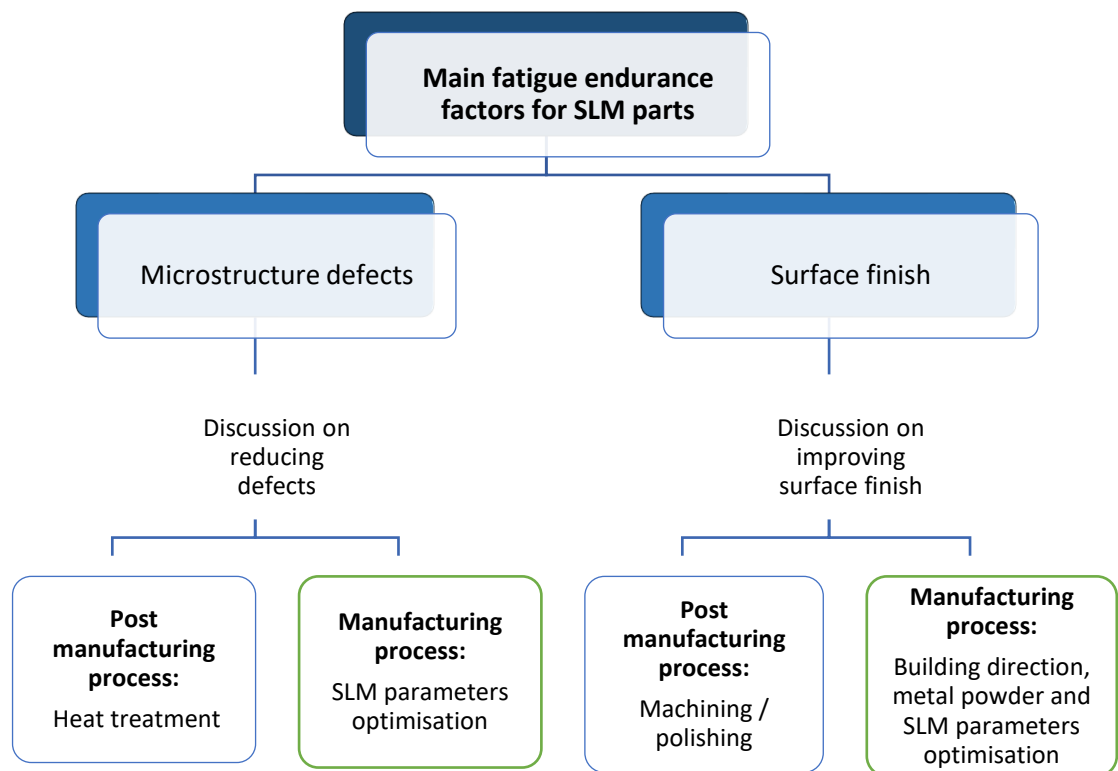 Main fatigue endurance
factors for SLM parts
Microstructure defects
Surface finish
Discussion on
reducing
defects
Discussion on
improving
surface finish
Post
manufacturing
process:
Heat treatment
Manufacturing
process:
SLM parameters
optimisation
Post
manufacturing
process:
Machining /
polishing
Manufacturing
process:
Building direction,
metal powder and
SLM parameters
optimisation